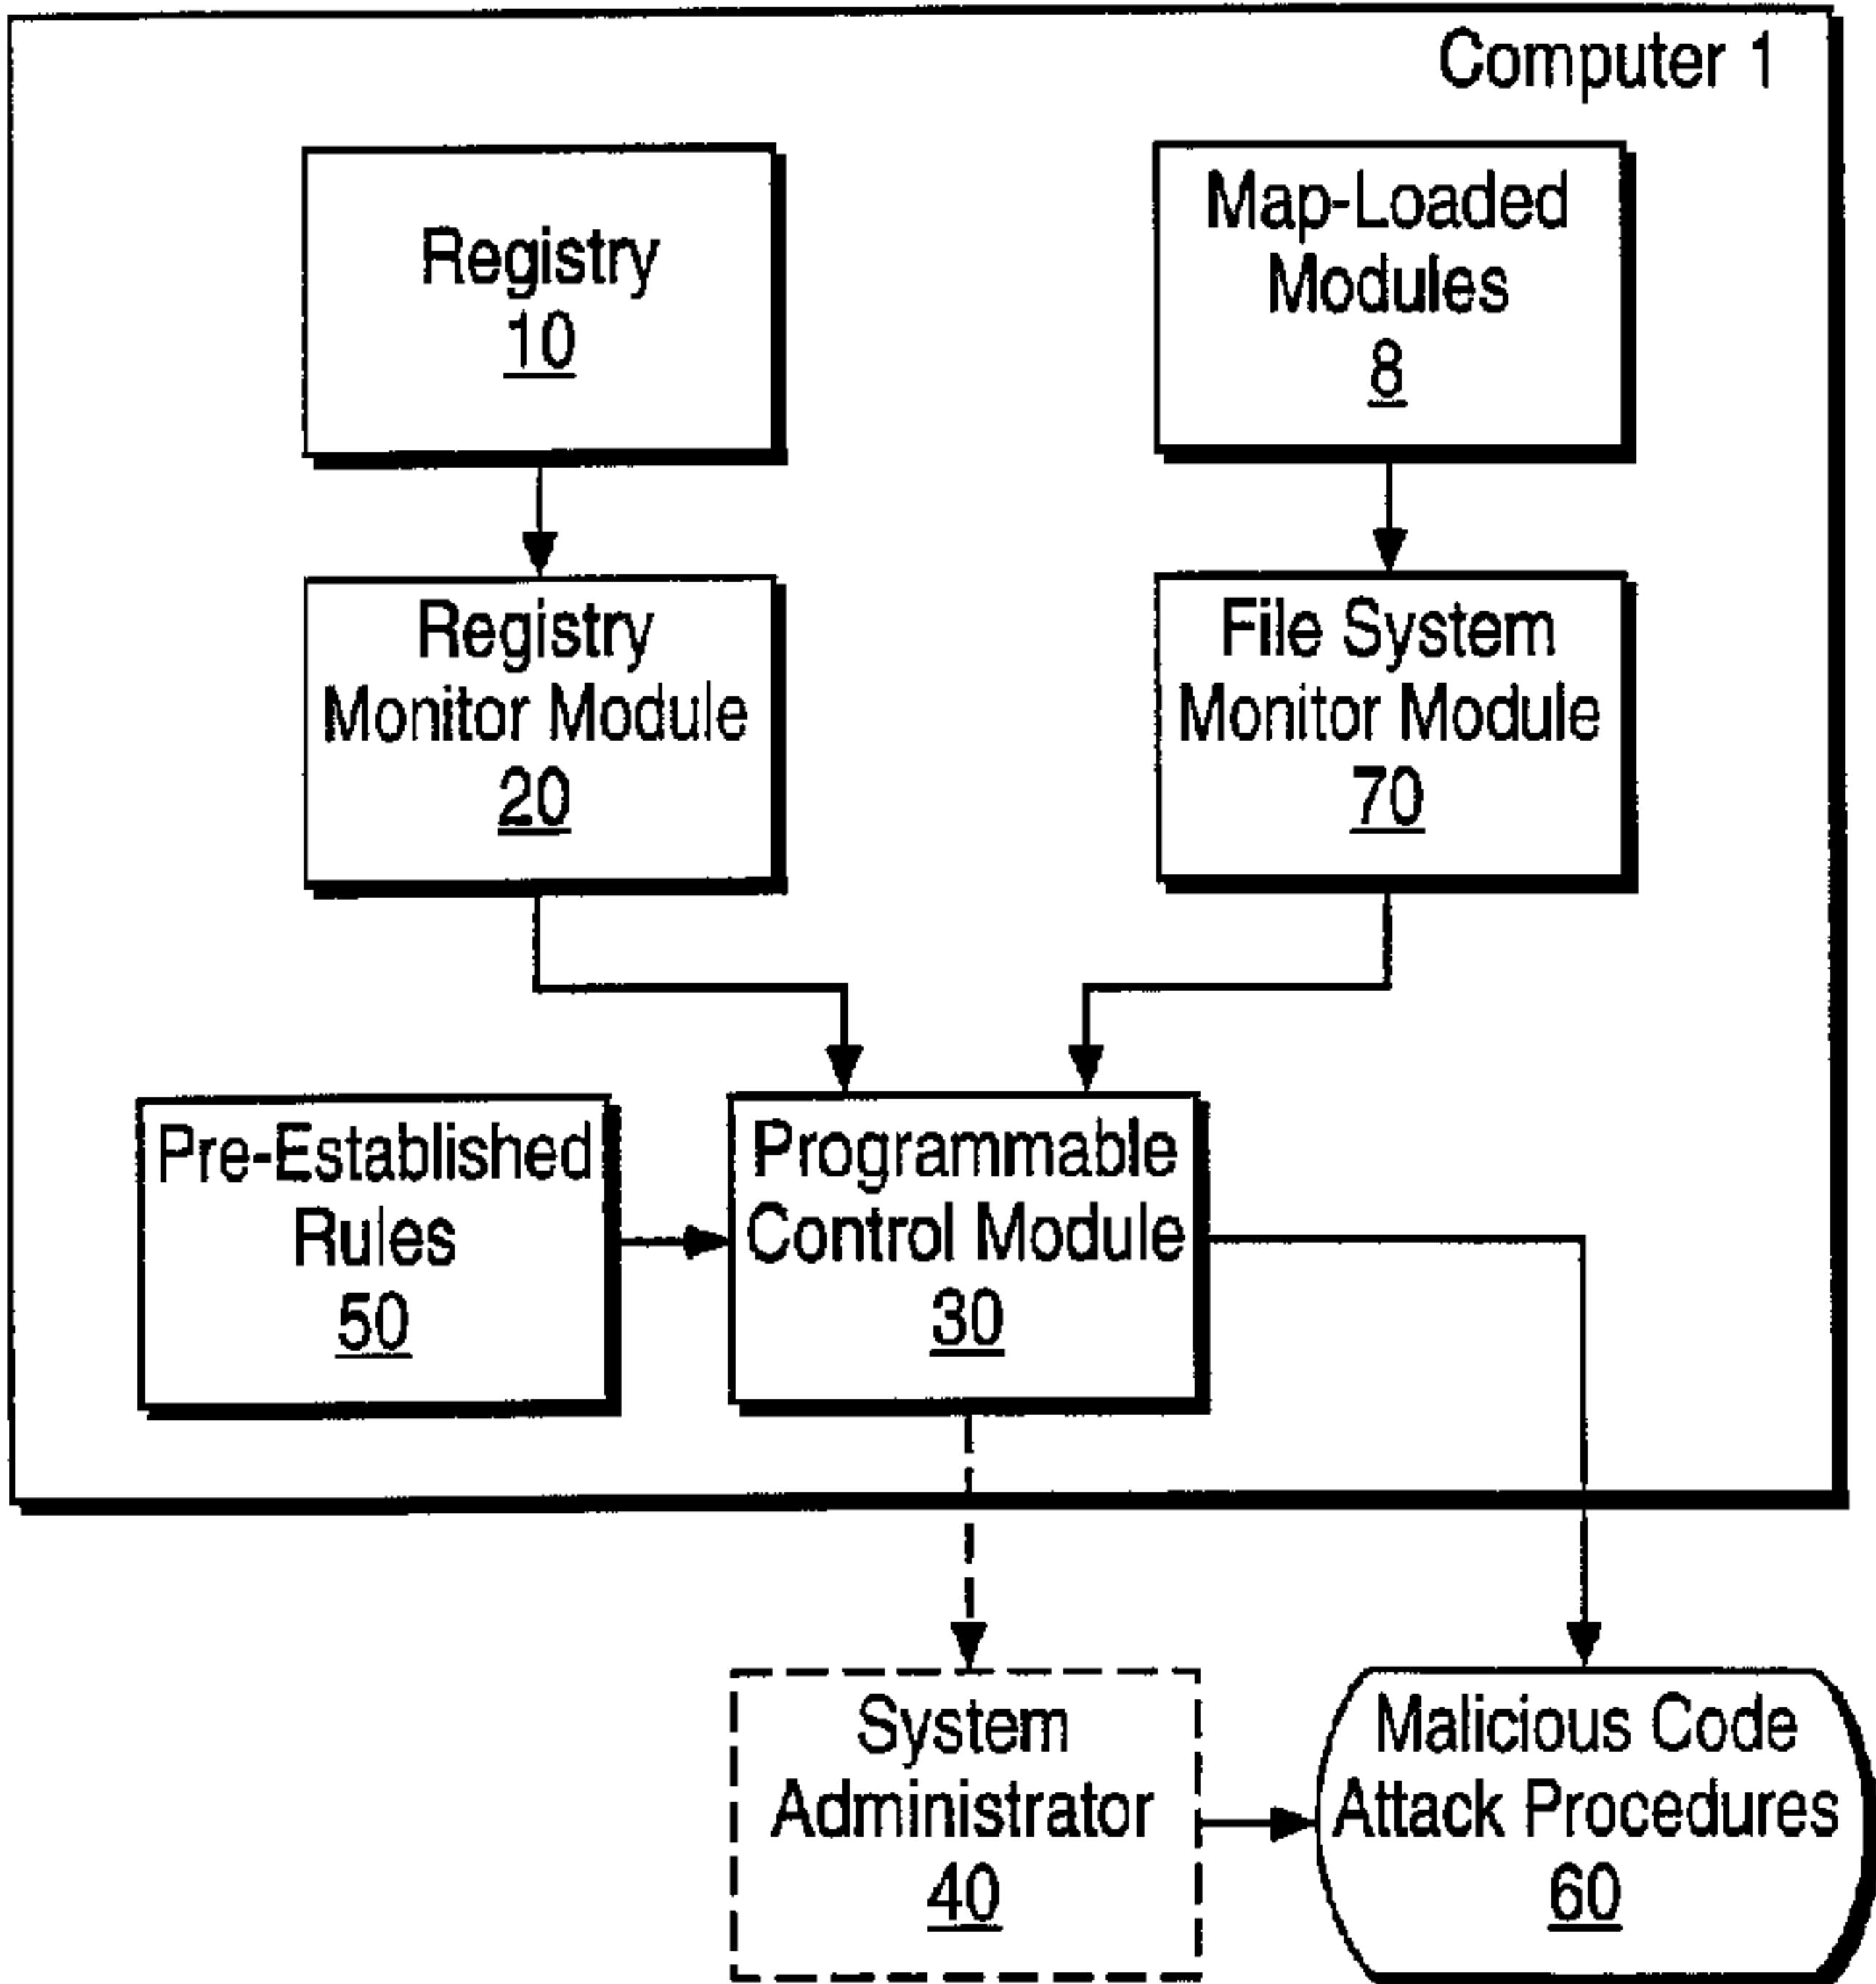 Computer 1
Registry
10
Map-Loaded
Modules
8
Registry
Monitor Module
20
File System
Monitor Module
70
Pre-Established
Rules
50
Programmable
Control Module
30
System
Administrator
40
Malicious Code
Attack Procedures
60